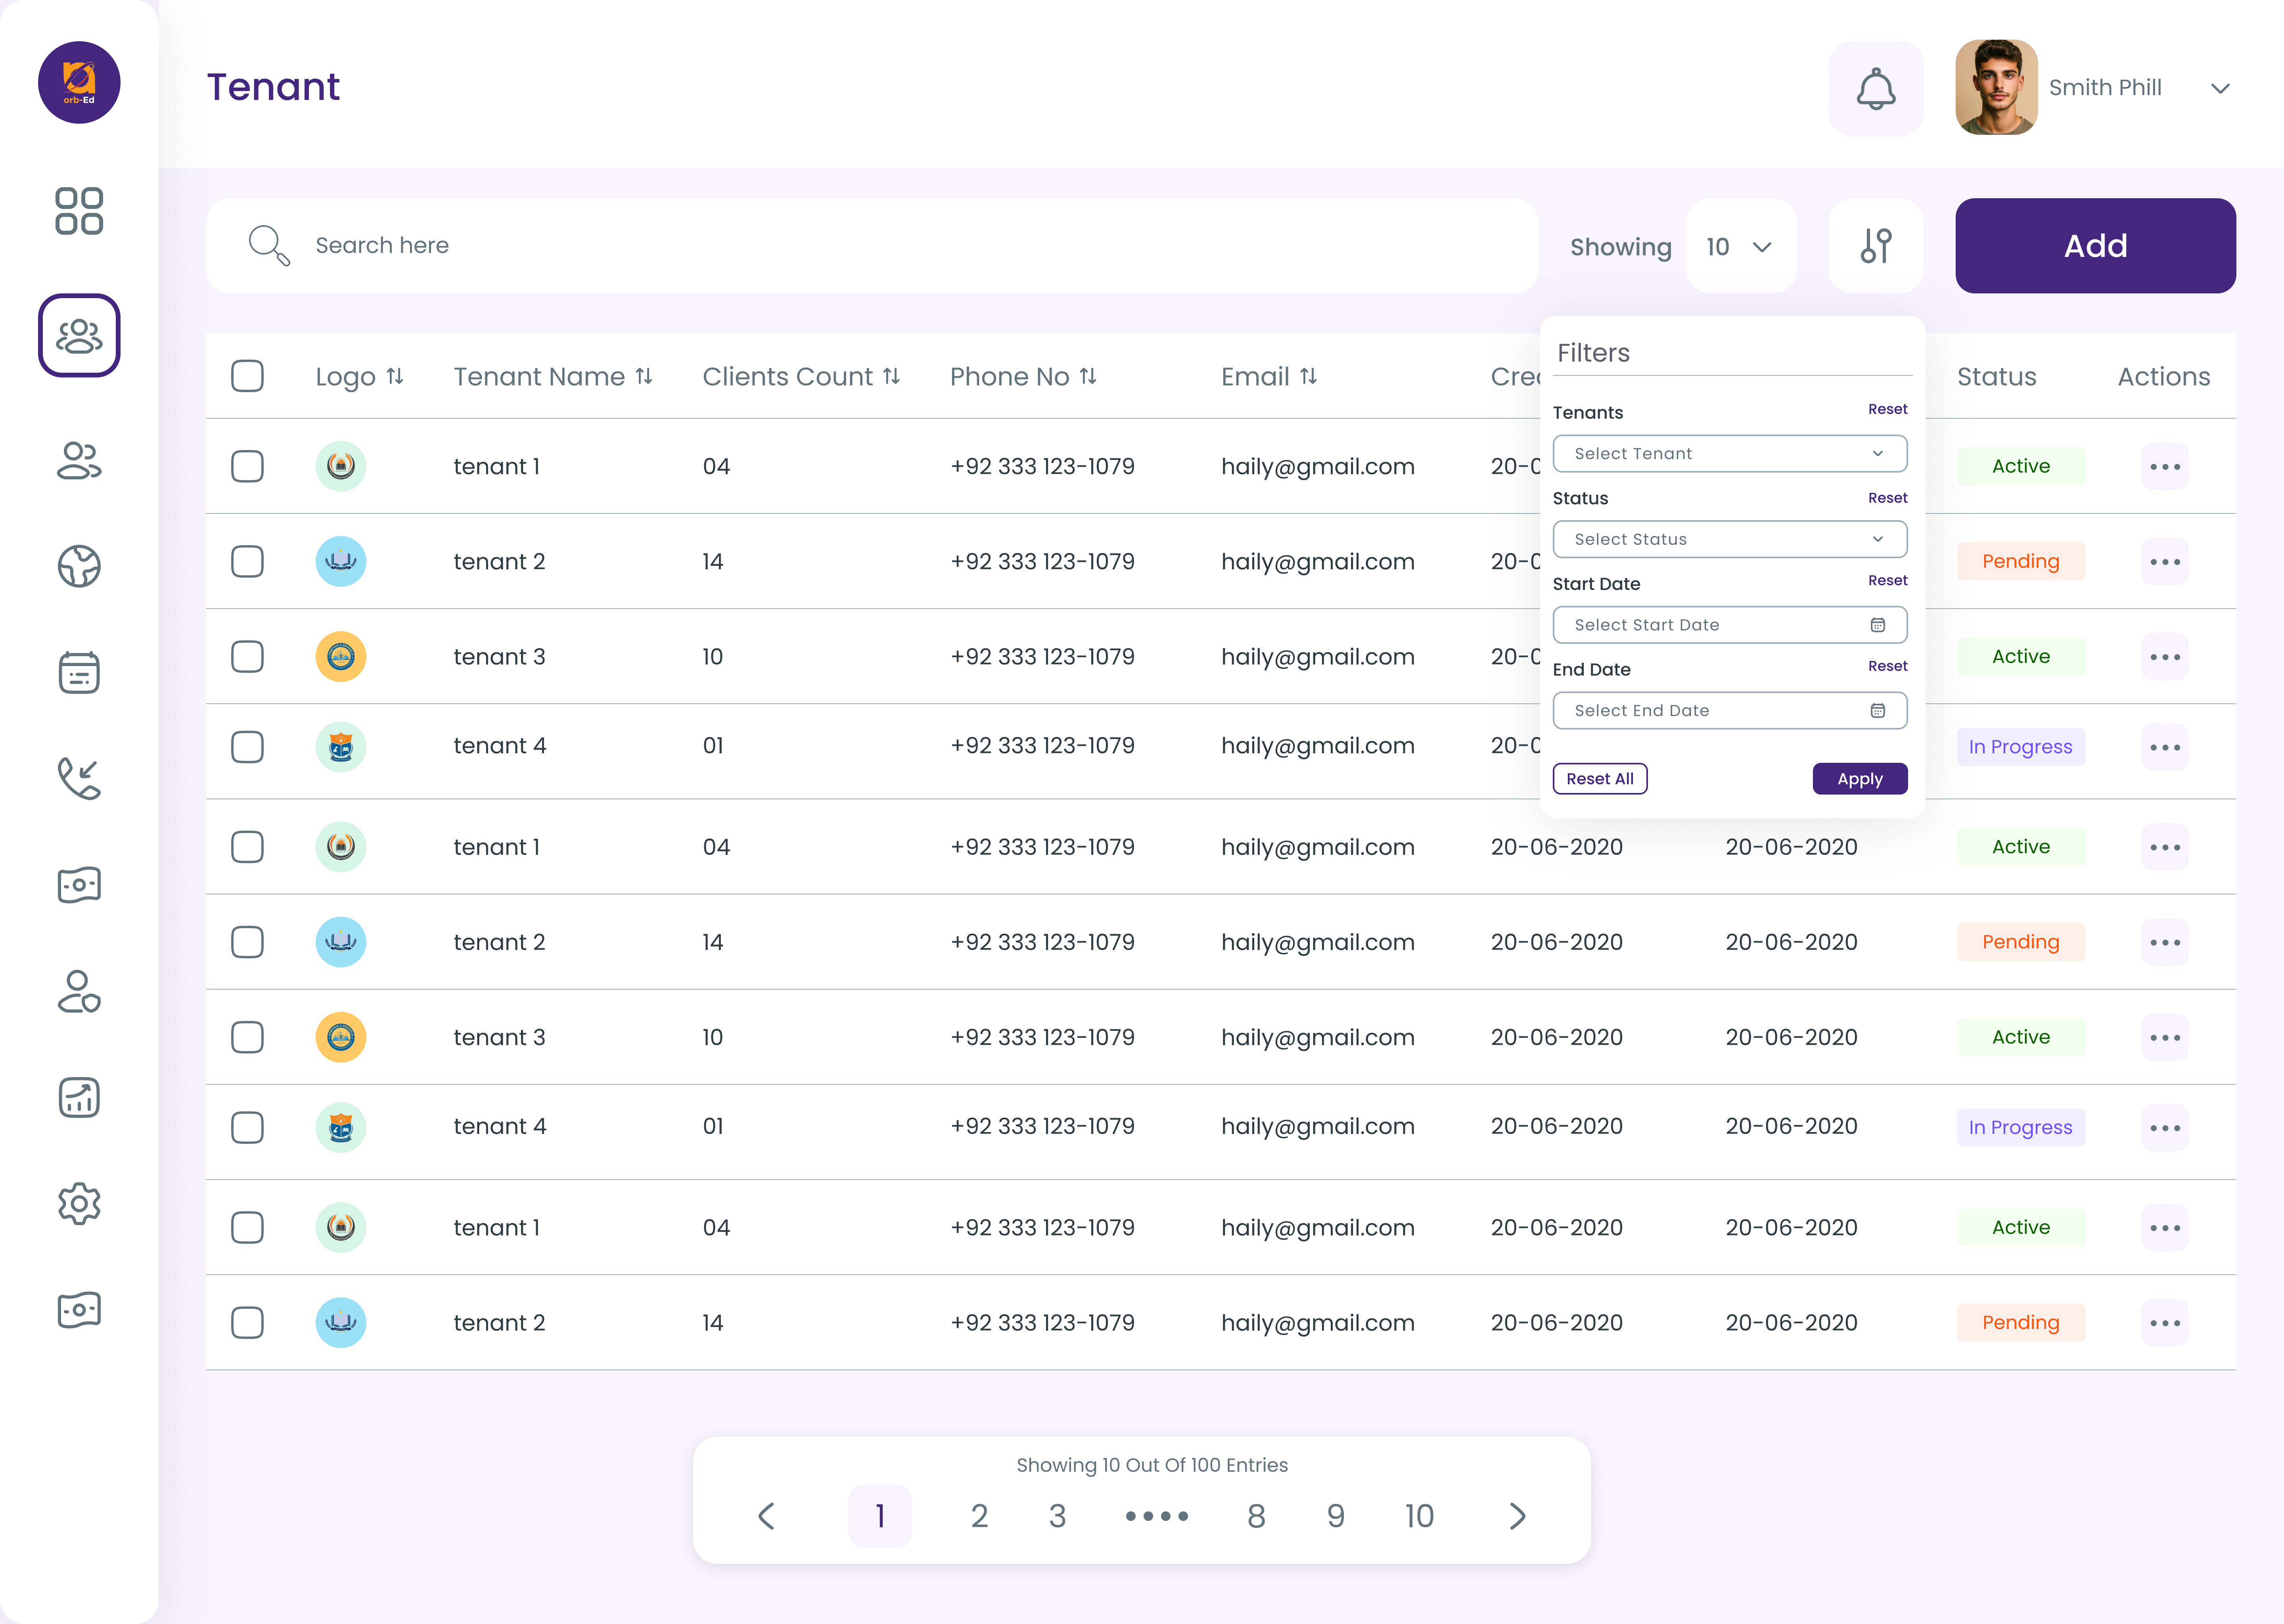 orb-Ed
Tenant
Smith Phill
Search here
Showing
10
Add
Filters
Logo Tenant Name Clients Count Phone No Email Status Actions
Tenants Reset
Select Tenant
Status Reset
Select Status
Start Date Reset
Select Start Date
End Date Reset
Select End Date
Reset All Apply
tenant 1 04 +92 333 123-1079 haily@gmail.com Active
tenant 2 14 +92 333 123-1079 haily@gmail.com Pending
tenant 3 10 +92 333 123-1079 haily@gmail.com Active
tenant 4 01 +92 333 123-1079 haily@gmail.com In Progress
tenant 1 04 +92 333 123-1079 haily@gmail.com 20-06-2020 20-06-2020 Active
tenant 2 14 +92 333 123-1079 haily@gmail.com 20-06-2020 20-06-2020 Pending
tenant 3 10 +92 333 123-1079 haily@gmail.com 20-06-2020 20-06-2020 Active
tenant 4 01 +92 333 123-1079 haily@gmail.com 20-06-2020 20-06-2020 In Progress
tenant 1 04 +92 333 123-1079 haily@gmail.com 20-06-2020 20-06-2020 Active
tenant 2 14 +92 333 123-1079 haily@gmail.com 20-06-2020 20-06-2020 Pending
Showing 10 Out Of 100 Entries
1 2 3 •••• 8 9 10